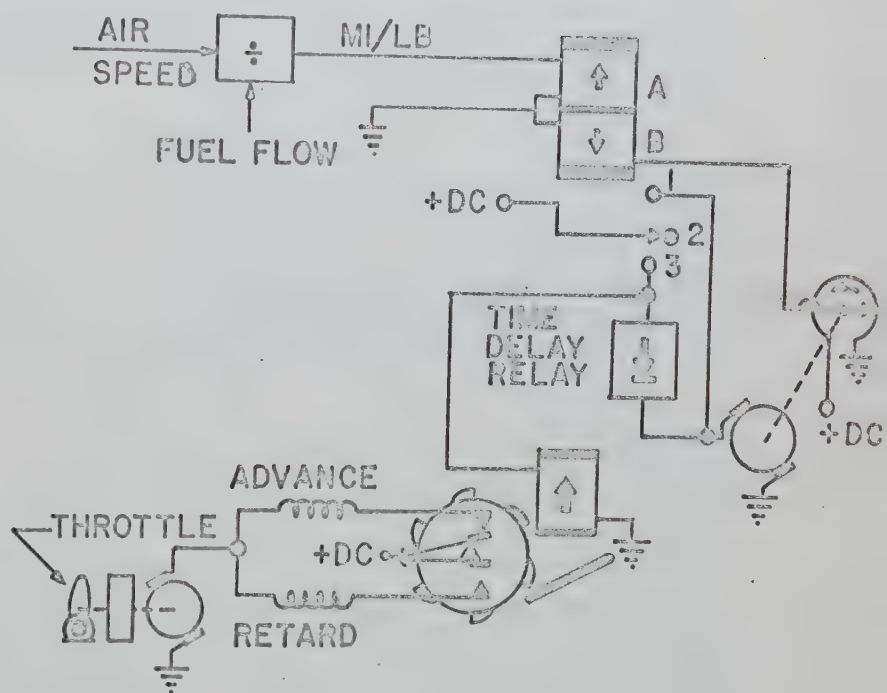 AIR
SPEED
÷
MI/LB
FUEL FLOW
A
B
+DC
2
3
TIME
DELAY
RELAY
+DC
ADVANCE
THROTTLE
+DC
RETARD